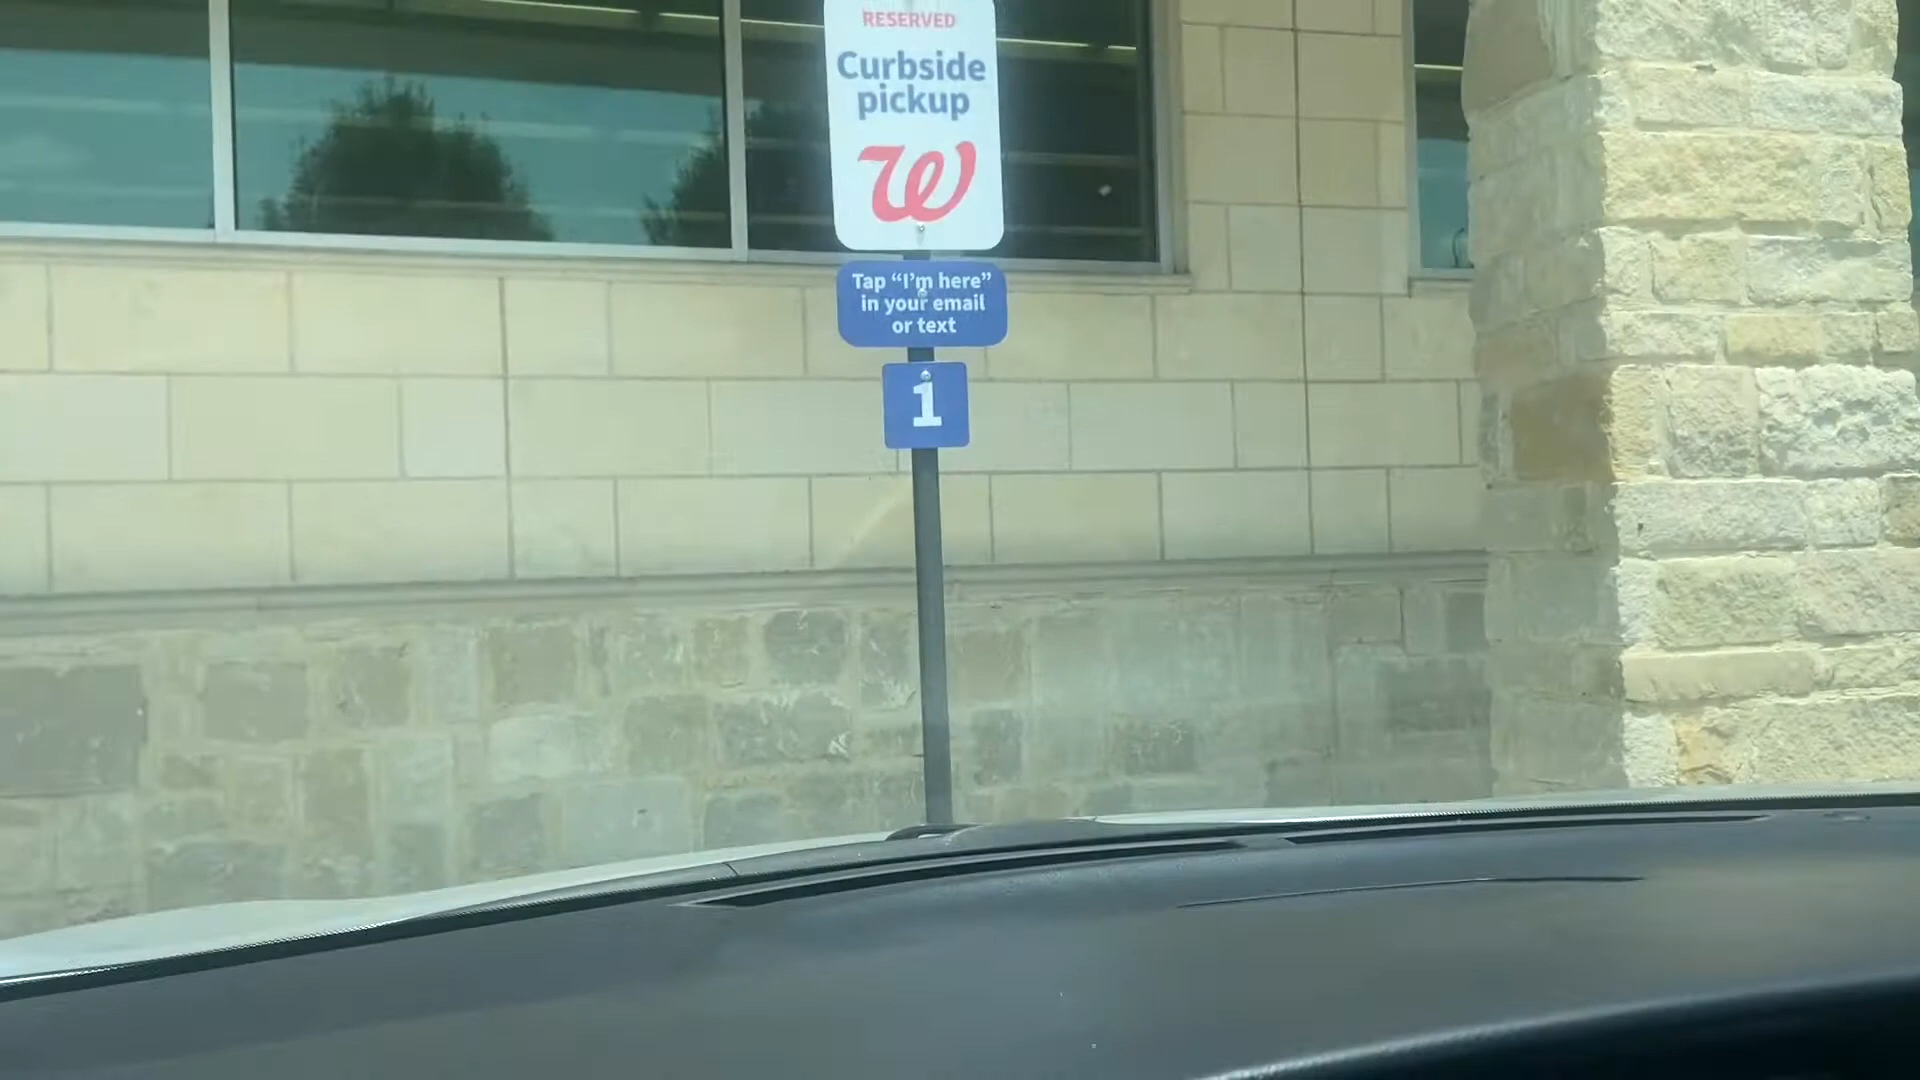 RESERVED
Curbside
pickup
W
Tap “I’m here”
in your email
or text
1